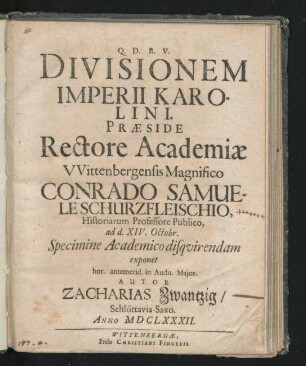 Q. D. B. V.
DIVISIONEM
IMPERII KARO-
LINI.
PRÆSIDE
Rectore Academiæ
VVittenbergensis Magnifico
CONRADO SAMUE-
LE SCHURZFLEISCHIO,
Historiarum Professore Publico,
ad d. XIV. Octobr.
Specimine Academico disqvirendam
exponet
hor. antemerid. in Audit. Major.
AUTOR
ZACHARIAS Zwantzig/
Schlöttavia-Saxo.
ANNO MDCLXXXII.
WITTENBERGÆ,
Prelo CHRISTIANI FINCELII.